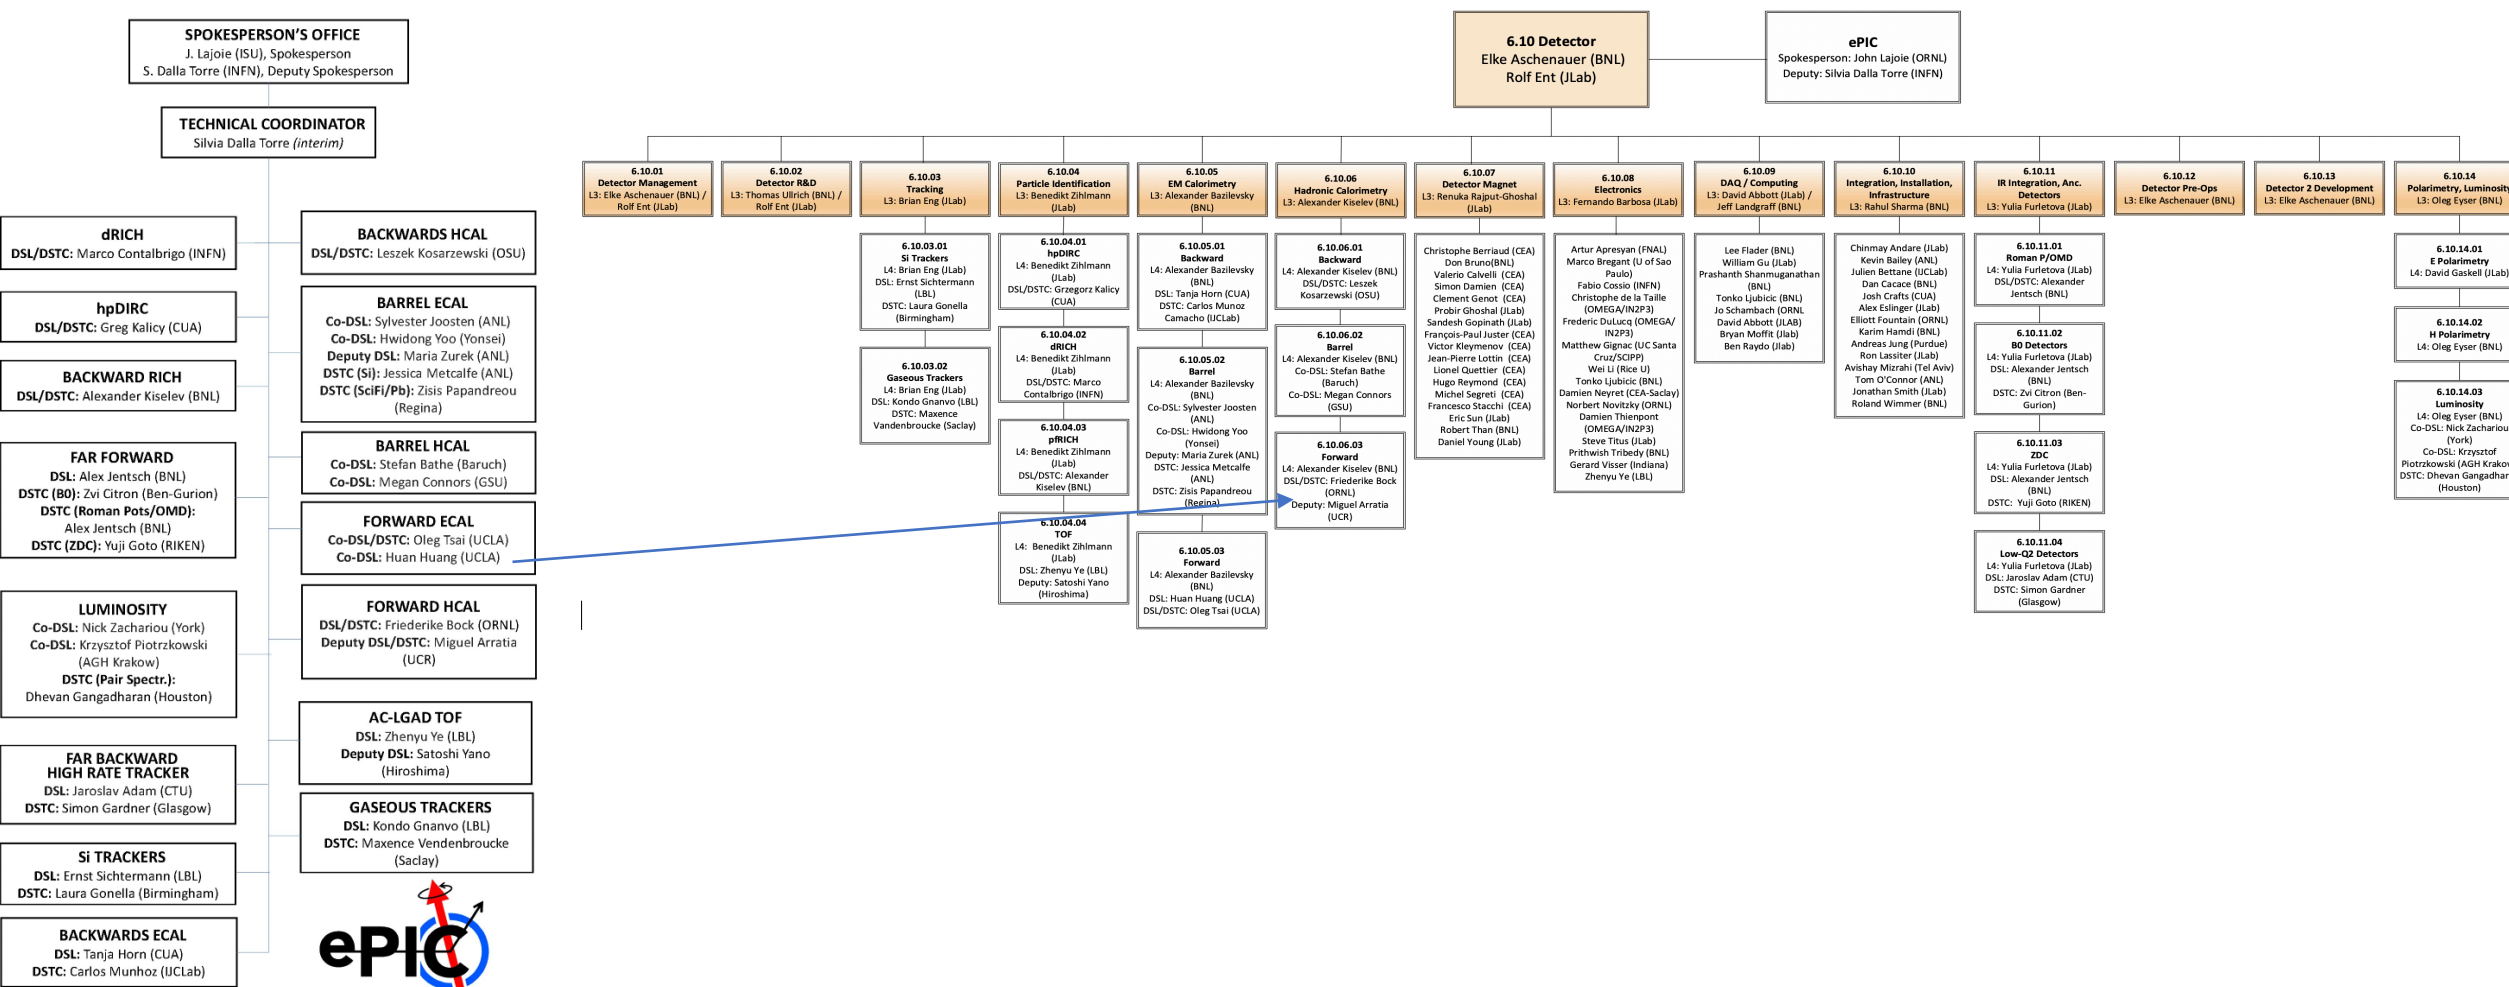 SPOKESPERSON'S OFFICE
J. Lajoie (ISU), Spokesperson
S. Dalla Torre (INFN), Deputy Spokesperson
TECHNICAL COORDINATOR
Silvia Dalla Torre (interim)
dRICH
DSL/DSTC: Marco Contalbrigo (INFN)
hpDIRC
DSL/DSTC: Greg Kalicy (CUA)
BACKWARD RICH
DSL/DSTC: Alexander Kiselev (BNL)
FAR FORWARD
DSL: Alex Jentsch (BNL)
DSTC (B0): Zvi Citron (Ben-Gurion)
DSTC (Roman Pots/OMD):
Alex Jentsch (BNL)
DSTC (ZDC): Yuji Goto (RIKEN)
LUMINOSITY
Co-DSL: Nick Zachariou (York)
Co-DSL: Krzysztof Piotrzkowski
(AGH Krakow)
DSTC (Pair Spectr.):
Dhevan Gangadharan (Houston)
FAR BACKWARD
HIGH RATE TRACKER
DSL: Jaroslav Adam (CTU)
DSTC: Simon Gardner (Glasgow)
Si TRACKERS
DSL: Ernst Sichtermann (LBL)
DSTC: Laura Gonella (Birmingham)
BACKWARDS ECAL
DSL: Tanja Horn (CUA)
DSTC: Carlos Munhoz (IJCLab)
BACKWARDS HCAL
DSL/DSTC: Leszek Kosarzewski (OSU)
BARREL ECAL
Co-DSL: Sylvester Joosten (ANL)
Co-DSL: Hwidong Yoo (Yonsei)
Deputy DSL: Maria Zurek (ANL)
DSTC (Si): Jessica Metcalfe (ANL)
DSTC (SciFi/Pb): Zisis Papandreou
(Regina)
BARREL HCAL
Co-DSL: Stefan Bathe (Baruch)
Co-DSL: Megan Connors (GSU)
FORWARD ECAL
Co-DSL/DSTC: Oleg Tsai (UCLA)
Co-DSL: Huan Huang (UCLA)
FORWARD HCAL
DSL/DSTC: Friederike Bock (ORNL)
Deputy DSL/DSTC: Miguel Arratia
(UCR)
AC-LGAD TOF
DSL: Zhenyu Ye (LBL)
Deputy DSL: Satoshi Yano
(Hiroshima)
GASEOUS TRACKERS
DSL: Kondo Gnanvo (LBL)
DSTC: Maxence Vendenbroucke
(Saclay)
ePIC
6.10 Detector
Elke Aschenauer (BNL)
Rolf Ent (JLab)
ePIC
Spokesperson: John Lajoie (ORNL)
Deputy: Silvia Dalla Torre (INFN)
6.10.01
Detector Management
L3: Elke Aschenauer (BNL) /
Rolf Ent (JLab)
6.10.02
Detector R&D
L3: Thomas Ullrich (BNL) /
Rolf Ent (JLab)
6.10.03
Tracking
L3: Brian Eng (JLab)
6.10.03.01
Si Trackers
L4: Brian Eng (JLab)
DSL: Ernst Sichtermann
(LBL)
DSTC: Laura Gonella
(Birmingham)
6.10.03.02
Gaseous Trackers
L4: Brian Eng (JLab)
DSL: Kondo Gnanvo (LBL)
DSTC: Maxence
Vandenbroucke (Saclay)
6.10.04
Particle Identification
L3: Benedikt Zihlmann
(JLab)
6.10.04.01
hpDIRC
L4: Benedikt Zihlmann
(JLab)
DSL/DSTC: Grzegorz Kalicy
(CUA)
6.10.04.02
dRICH
L4: Benedikt Zihlmann
(JLab)
DSL/DSTC: Marco
Contalbrigo (INFN)
6.10.04.03
pfRICH
L4: Benedikt Zihlmann
(JLab)
DSL/DSTC: Alexander
Kiselev (BNL)
6.10.04.04
TOF
L4: Benedikt Zihlmann
(JLab)
DSL: Zhenyu Ye (LBL)
Deputy: Satoshi Yano
(Hiroshima)
6.10.05
EM Calorimetry
L3: Alexander Bazilevsky
(BNL)
6.10.05.01
Backward
L4: Alexander Bazilevsky
(BNL)
DSL: Tanja Horn (CUA)
DSTC: Carlos Munoz
Camacho (IJCLab)
6.10.05.02
Barrel
L4: Alexander Bazilevsky
(BNL)
Co-DSL: Sylvester Joosten
(ANL)
Co-DSL: Hwidong Yoo
(Yonsei)
Deputy: Maria Zurek (ANL)
DSTC: Jessica Metcalfe
(ANL)
DSTC: Zisis Papandreou
(Regina)
6.10.05.03
Forward
L4: Alexander Bazilevsky
(BNL)
DSL: Huan Huang (UCLA)
DSL/DSTC: Oleg Tsai (UCLA)
6.10.06
Hadronic Calorimetry
L3: Alexander Kiselev (BNL)
6.10.06.01
Backward
L4: Alexander Kiselev (BNL)
DSL/DSTC: Leszek
Kosarzewski (OSU)
6.10.06.02
Barrel
L4: Alexander Kiselev (BNL)
Co-DSL: Stefan Bathe
(Baruch)
Co-DSL: Megan Connors
(GSU)
6.10.06.03
Forward
L4: Alexander Kiselev (BNL)
DSL/DSTC: Friederike Bock
(ORNL)
Deputy: Miguel Arratia
(UCR)
6.10.07
Detector Magnet
L3: Renuka Rajput-Ghoshal
(JLab)
Christophe Berriaud (CEA)
Don Bruno(BNL)
Valerio Calvelli (CEA)
Simon Damien (CEA)
Clement Genot (CEA)
Probir Ghoshal (JLab)
Sandesh Gopinath (JLab)
François-Paul Juster (CEA)
Victor Kleymenov (CEA)
Jean-Pierre Lottin (CEA)
Lionel Quettier (CEA)
Hugo Reymond (CEA)
Michel Segreti (CEA)
Francesco Stacchi (CEA)
Eric Sun (JLab)
Robert Than (BNL)
Daniel Young (JLab)
6.10.08
Electronics
L3: Fernando Barbosa (JLab)
Artur Apresyan (FNAL)
Marco Bregant (U of Sao
Paulo)
Fabio Cossio (INFN)
Christophe de la Taille
(OMEGA/IN2P3)
Frederic DuLucq (OMEGA/
IN2P3)
Matthew Gignac (UC Santa
Cruz/SCIPP)
Wei Li (Rice U)
Tonko Ljubicic (BNL)
Damien Neyret (CEA-Saclay)
Norbert Novitzky (ORNL)
Damien Thienpont
(OMEGA/IN2P3)
Steve Titus (JLab)
Prithwish Tribedy (BNL)
Gerard Visser (Indiana)
Zhenyu Ye (LBL)
6.10.09
DAQ / Computing
L3: David Abbott (JLab) /
Jeff Landgraff (BNL)
Lee Flader (BNL)
William Gu (JLab)
Prashanth Shanmuganathan
(BNL)
Tonko Ljubicic (BNL)
Jo Schambach (ORNL
David Abbott (JLAB)
Bryan Moffit (Jlab)
Ben Raydo (Jlab)
6.10.10
Integration, Installation,
Infrastructure
L3: Rahul Sharma (BNL)
Chinmay Andare (JLab)
Kevin Bailey (ANL)
Julien Bettane (IJCLab)
Dan Cacace (BNL)
Josh Crafts (CUA)
Alex Eslinger (JLab)
Elliott Fountain (ORNL)
Karim Hamdi (BNL)
Andreas Jung (Purdue)
Ron Lassiter (JLab)
Avishay Mizrahi (Tel Aviv)
Tom O'Connor (ANL)
Jonathan Smith (JLab)
Roland Wimmer (BNL)
6.10.11
IR Integration, Anc.
Detectors
L3: Yulia Furletova (JLab)
6.10.11.01
Roman P/OMD
L4: Yulia Furletova (JLab)
DSL/DSTC: Alexander
Jentsch (BNL)
6.10.11.02
B0 Detectors
L4: Yulia Furletova (JLab)
DSL: Alexander Jentsch
(BNL)
DSTC: Zvi Citron (Ben-
Gurion)
6.10.11.03
ZDC
L4: Yulia Furletova (JLab)
DSL: Alexander Jentsch
(BNL)
DSTC: Yuji Goto (RIKEN)
6.10.11.04
Low-Q2 Detectors
L4: Yulia Furletova (JLab)
DSL: Jaroslav Adam (CTU)
DSTC: Simon Gardner
(Glasgow)
6.10.12
Detector Pre-Ops
L3: Elke Aschenauer (BNL)
6.10.13
Detector 2 Development
L3: Elke Aschenauer (BNL)
6.10.14
Polarimetry, Luminosity
L3: Oleg Eyser (BNL)
6.10.14.01
E Polarimetry
L4: David Gaskell (JLab)
6.10.14.02
H Polarimetry
L4: Oleg Eyser (BNL)
6.10.14.03
Luminosity
L4: Oleg Eyser (BNL)
Co-DSL: Nick Zachariou
(York)
Co-DSL: Krzysztof
Piotrzkowski (AGH Krakow
DSTC: Dhevan Gangadhar
(Houston)